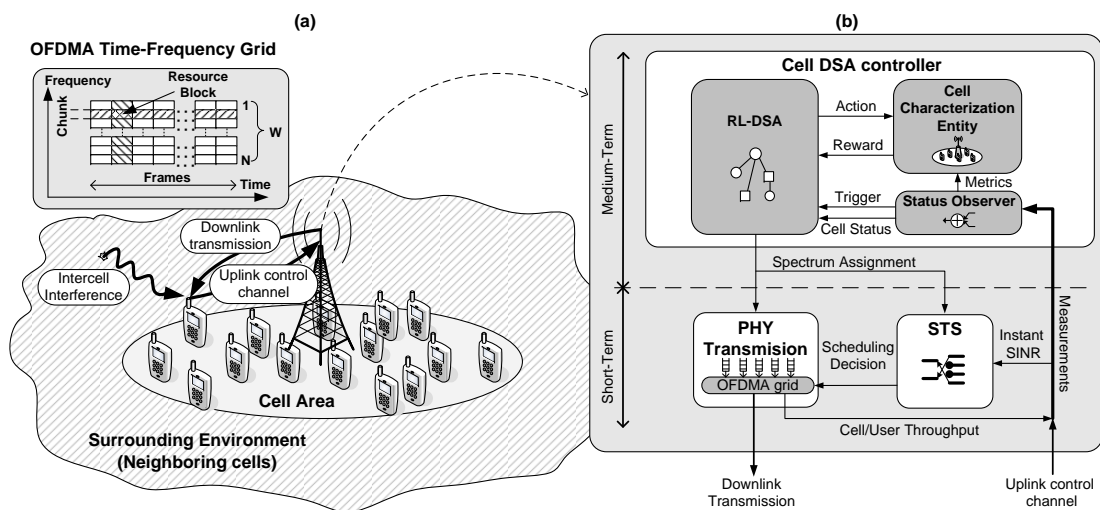 (a)
OFDMA Time-Frequency Grid
Frequency
Resource
Block
Chunk
1
W
N
Frames
Time
Downlink
transmission
Uplink control
channel
Intercell
Interference
Cell Area
Surrounding Environment
(Neighboring cells)
(b)
Medium-Term
Short-Term
Cell DSA controller
RL-DSA
Action
Reward
Cell
Characterization
Entity
Metrics
Trigger
Cell Status
Status Observer
Spectrum Assignment
PHY
Transmision
OFDMA grid
Scheduling
Decision
STS
Instant
SINR
Measurements
Cell/User Throughput
Downlink
Transmission
Uplink control
channel